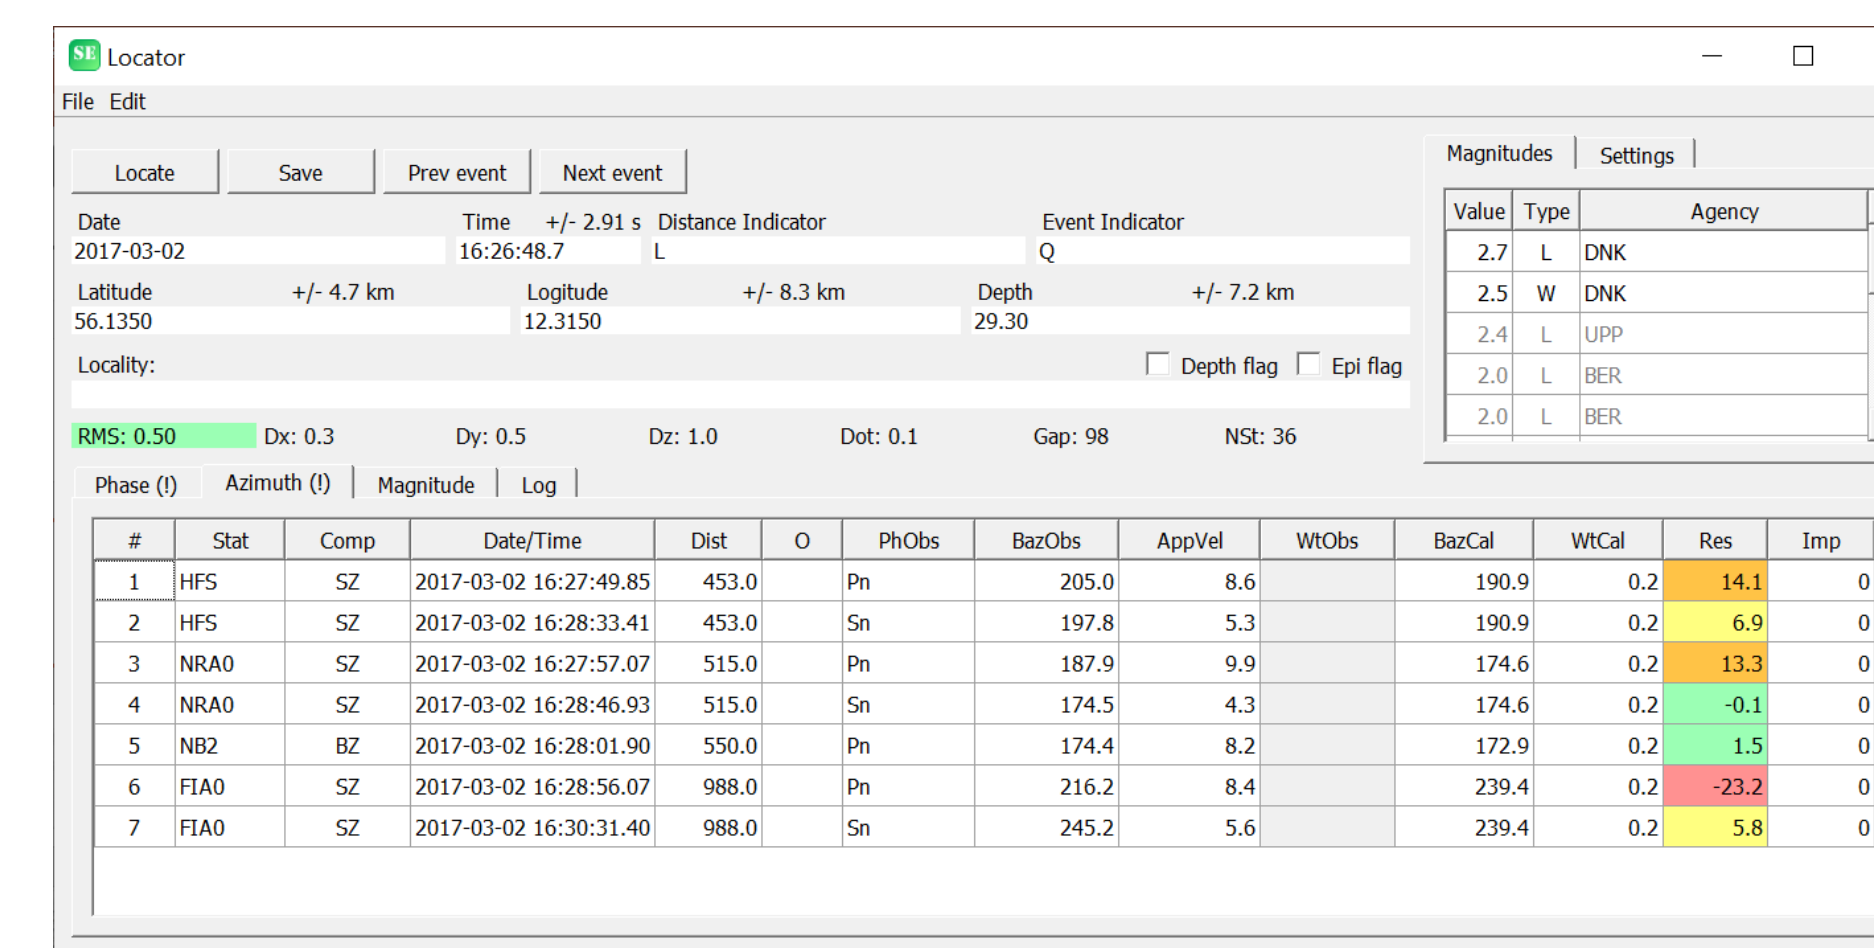 SE Locator
File Edit
Locate Save Prev event Next event
Magnitudes Settings
Date Time +/- 2.91 s Distance Indicator Event Indicator
2017-03-02 16:26:48.7 L Q
Latitude +/- 4.7 km Logitude +/- 8.3 km Depth +/- 7.2 km
56.1350 12.3150 29.30
Locality: Depth flag Epi flag
RMS: 0.50 Dx: 0.3 Dy: 0.5 Dz: 1.0 Dot: 0.1 Gap: 98 NSt: 36
Value Type Agency
2.7 L DNK
2.5 W DNK
2.4 L UPP
2.0 L BER
2.0 L BER
Phase (!) Azimuth (!) Magnitude Log
# Stat Comp Date/Time Dist O PhObs BazObs AppVel WtObs BazCal WtCal Res Imp
1 HFS SZ 2017-03-02 16:27:49.85 453.0 Pn 205.0 8.6 190.9 0.2 14.1 0
2 HFS SZ 2017-03-02 16:28:33.41 453.0 Sn 197.8 5.3 190.9 0.2 6.9 0
3 NRA0 SZ 2017-03-02 16:27:57.07 515.0 Pn 187.9 9.9 174.6 0.2 13.3 0
4 NRA0 SZ 2017-03-02 16:28:46.93 515.0 Sn 174.5 4.3 174.6 0.2 -0.1 0
5 NB2 BZ 2017-03-02 16:28:01.90 550.0 Pn 174.4 8.2 172.9 0.2 1.5 0
6 FIA0 SZ 2017-03-02 16:28:56.07 988.0 Pn 216.2 8.4 239.4 0.2 -23.2 0
7 FIA0 SZ 2017-03-02 16:30:31.40 988.0 Sn 245.2 5.6 239.4 0.2 5.8 0